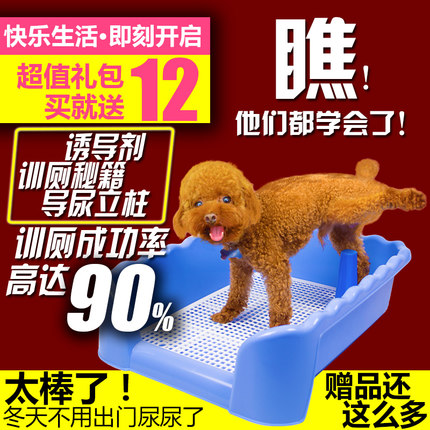 快乐生活·即刻开启
超值礼包
买就送
12
瞧!
他们都学会了!
诱导剂
训厕秘籍
导尿立柱
训厕成功率
高达90%
太棒了!
冬天不用出门尿尿了
赠品还
这么多